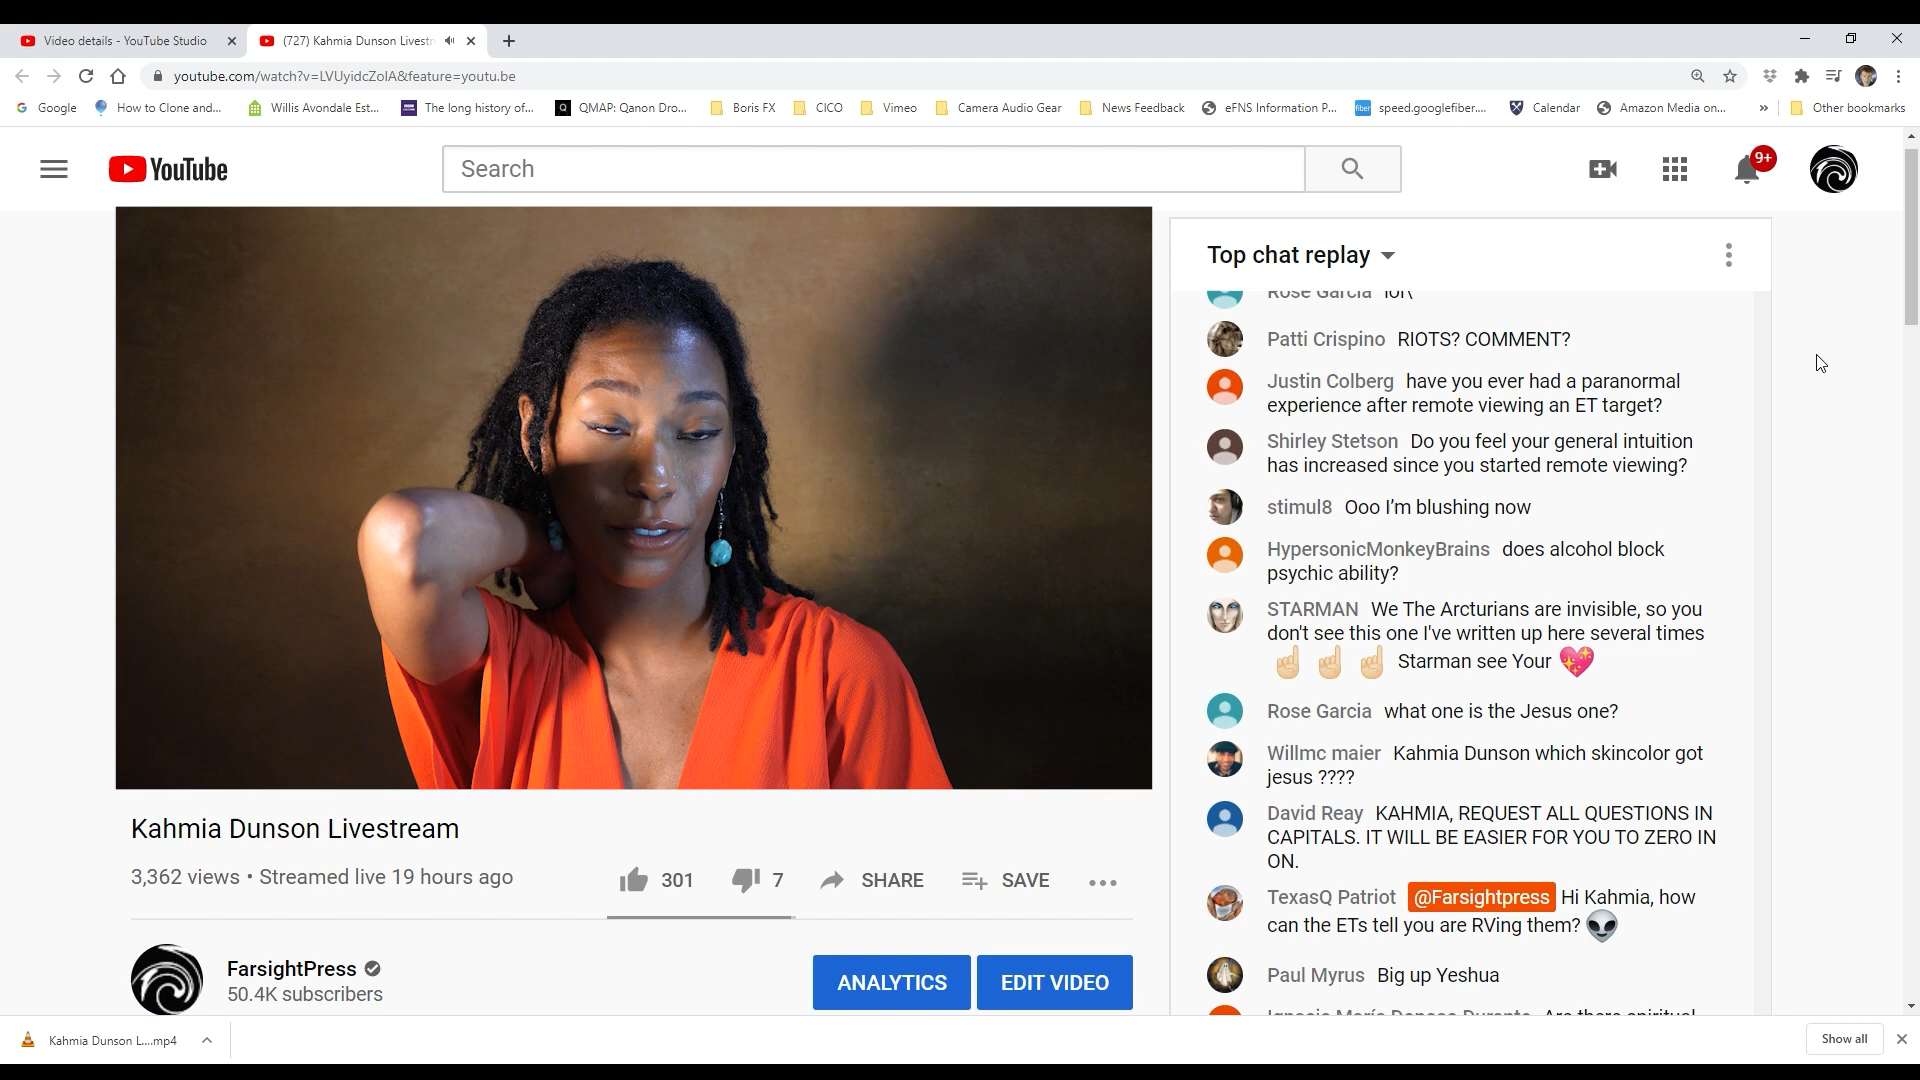 Video details - YouTube Studio
(727) Kahmia Dunson Livestr
youtube.com/watch?v=LVUyidcZolA&feature=youtu.be
Google How to Clone and... Willis Avondale Est... The long history of... QMAP: Qanon Dro... Boris FX CICO Vimeo Camera Audio Gear News Feedback eFNS Information P... speed.googlefiber.... Calendar Amazon Media on... » Other bookmarks
YouTube
Search
9+
Top chat replay
Rose Garcia lol\
Patti Crispino RIOTS? COMMENT?
Justin Colberg have you ever had a paranormal
experience after remote viewing an ET target?
Shirley Stetson Do you feel your general intuition
has increased since you started remote viewing?
stimul8 Ooo I’m blushing now
HypersonicMonkeyBrains does alcohol block
psychic ability?
STARMAN We The Arcturians are invisible, so you
don't see this one I've written up here several times
☝🏻 ☝🏻 ☝🏻 Starman see Your 💖
Rose Garcia what one is the Jesus one?
Willmc maier Kahmia Dunson which skincolor got
jesus ????
David Reay KAHMIA, REQUEST ALL QUESTIONS IN
CAPITALS. IT WILL BE EASIER FOR YOU TO ZERO IN
ON.
TexasQ Patriot @Farsightpress Hi Kahmia, how
can the ETs tell you are RVing them? 👽
Paul Myrus Big up Yeshua
Kahmia Dunson Livestream
3,362 views • Streamed live 19 hours ago
301 7 SHARE SAVE
FarsightPress
50.4K subscribers
ANALYTICS EDIT VIDEO
Kahmia Dunson L....mp4
Show all